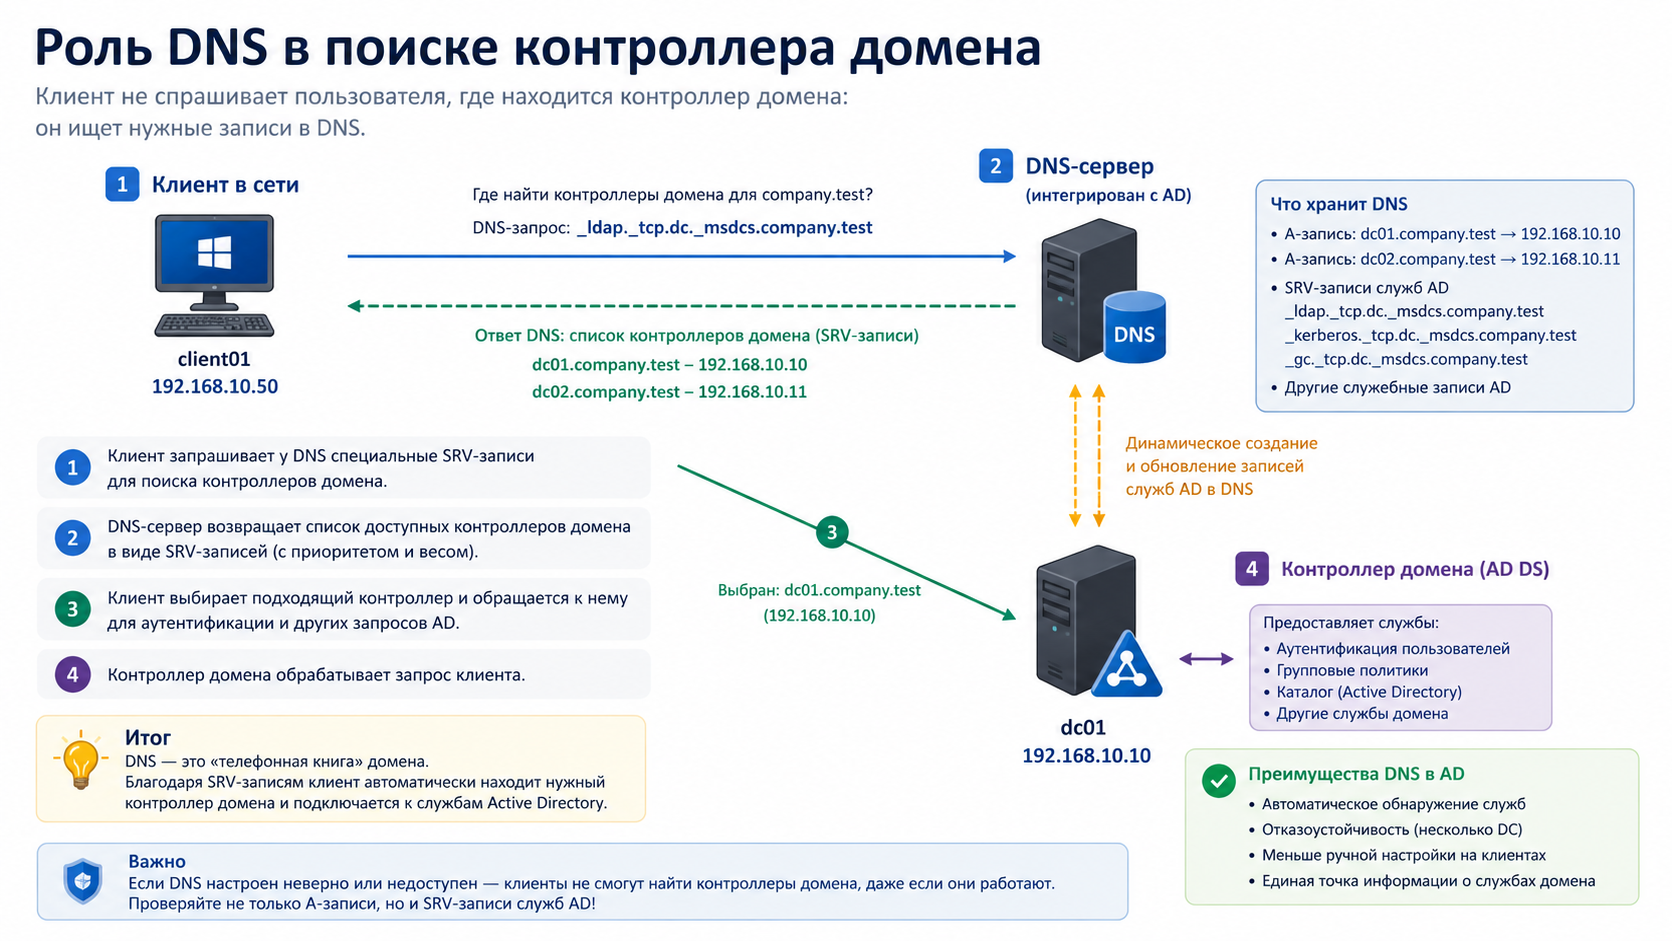 Роль DNS в поиске контроллера домена
Клиент не спрашивает пользователя, где находится контроллер домена:
он ищет нужные записи в DNS.
1 Клиент в сети
client01
192.168.10.50
Где найти контроллеры домена для company.test?
DNS-запрос: _ldap._tcp.dc._msdcs.company.test
Ответ DNS: список контроллеров домена (SRV-записи)
dc01.company.test – 192.168.10.10
dc02.company.test – 192.168.10.11
2 DNS-сервер
(интегрирован с AD)
DNS
Что хранит DNS
• А-запись: dc01.company.test → 192.168.10.10
• А-запись: dc02.company.test → 192.168.10.11
• SRV-записи служб AD
_ldap._tcp.dc._msdcs.company.test
_kerberos._tcp.dc._msdcs.company.test
_gc._tcp.dc._msdcs.company.test
• Другие служебные записи AD
Динамическое создание
и обновление записей
служб AD в DNS
1 Клиент запрашивает у DNS специальные SRV-записи
для поиска контроллеров домена.
2 DNS-сервер возвращает список доступных контроллеров домена
в виде SRV-записей (с приоритетом и весом).
3 Клиент выбирает подходящий контроллер и обращается к нему
для аутентификации и других запросов AD.
4 Контроллер домена обрабатывает запрос клиента.
3
Выбран: dc01.company.test
(192.168.10.10)
dc01
192.168.10.10
4 Контроллер домена (AD DS)
Предоставляет службы:
• Аутентификация пользователей
• Групповые политики
• Каталог (Active Directory)
• Другие службы домена
Итог
DNS — это «телефонная книга» домена.
Благодаря SRV-записям клиент автоматически находит нужный
контроллер домена и подключается к службам Active Directory.
Преимущества DNS в AD
• Автоматическое обнаружение служб
• Отказоустойчивость (несколько DC)
• Меньше ручной настройки на клиентах
• Единая точка информации о службах домена
Важно
Если DNS настроен неверно или недоступен — клиенты не смогут найти контроллеры домена, даже если они работают.
Проверяйте не только А-записи, но и SRV-записи служб AD!